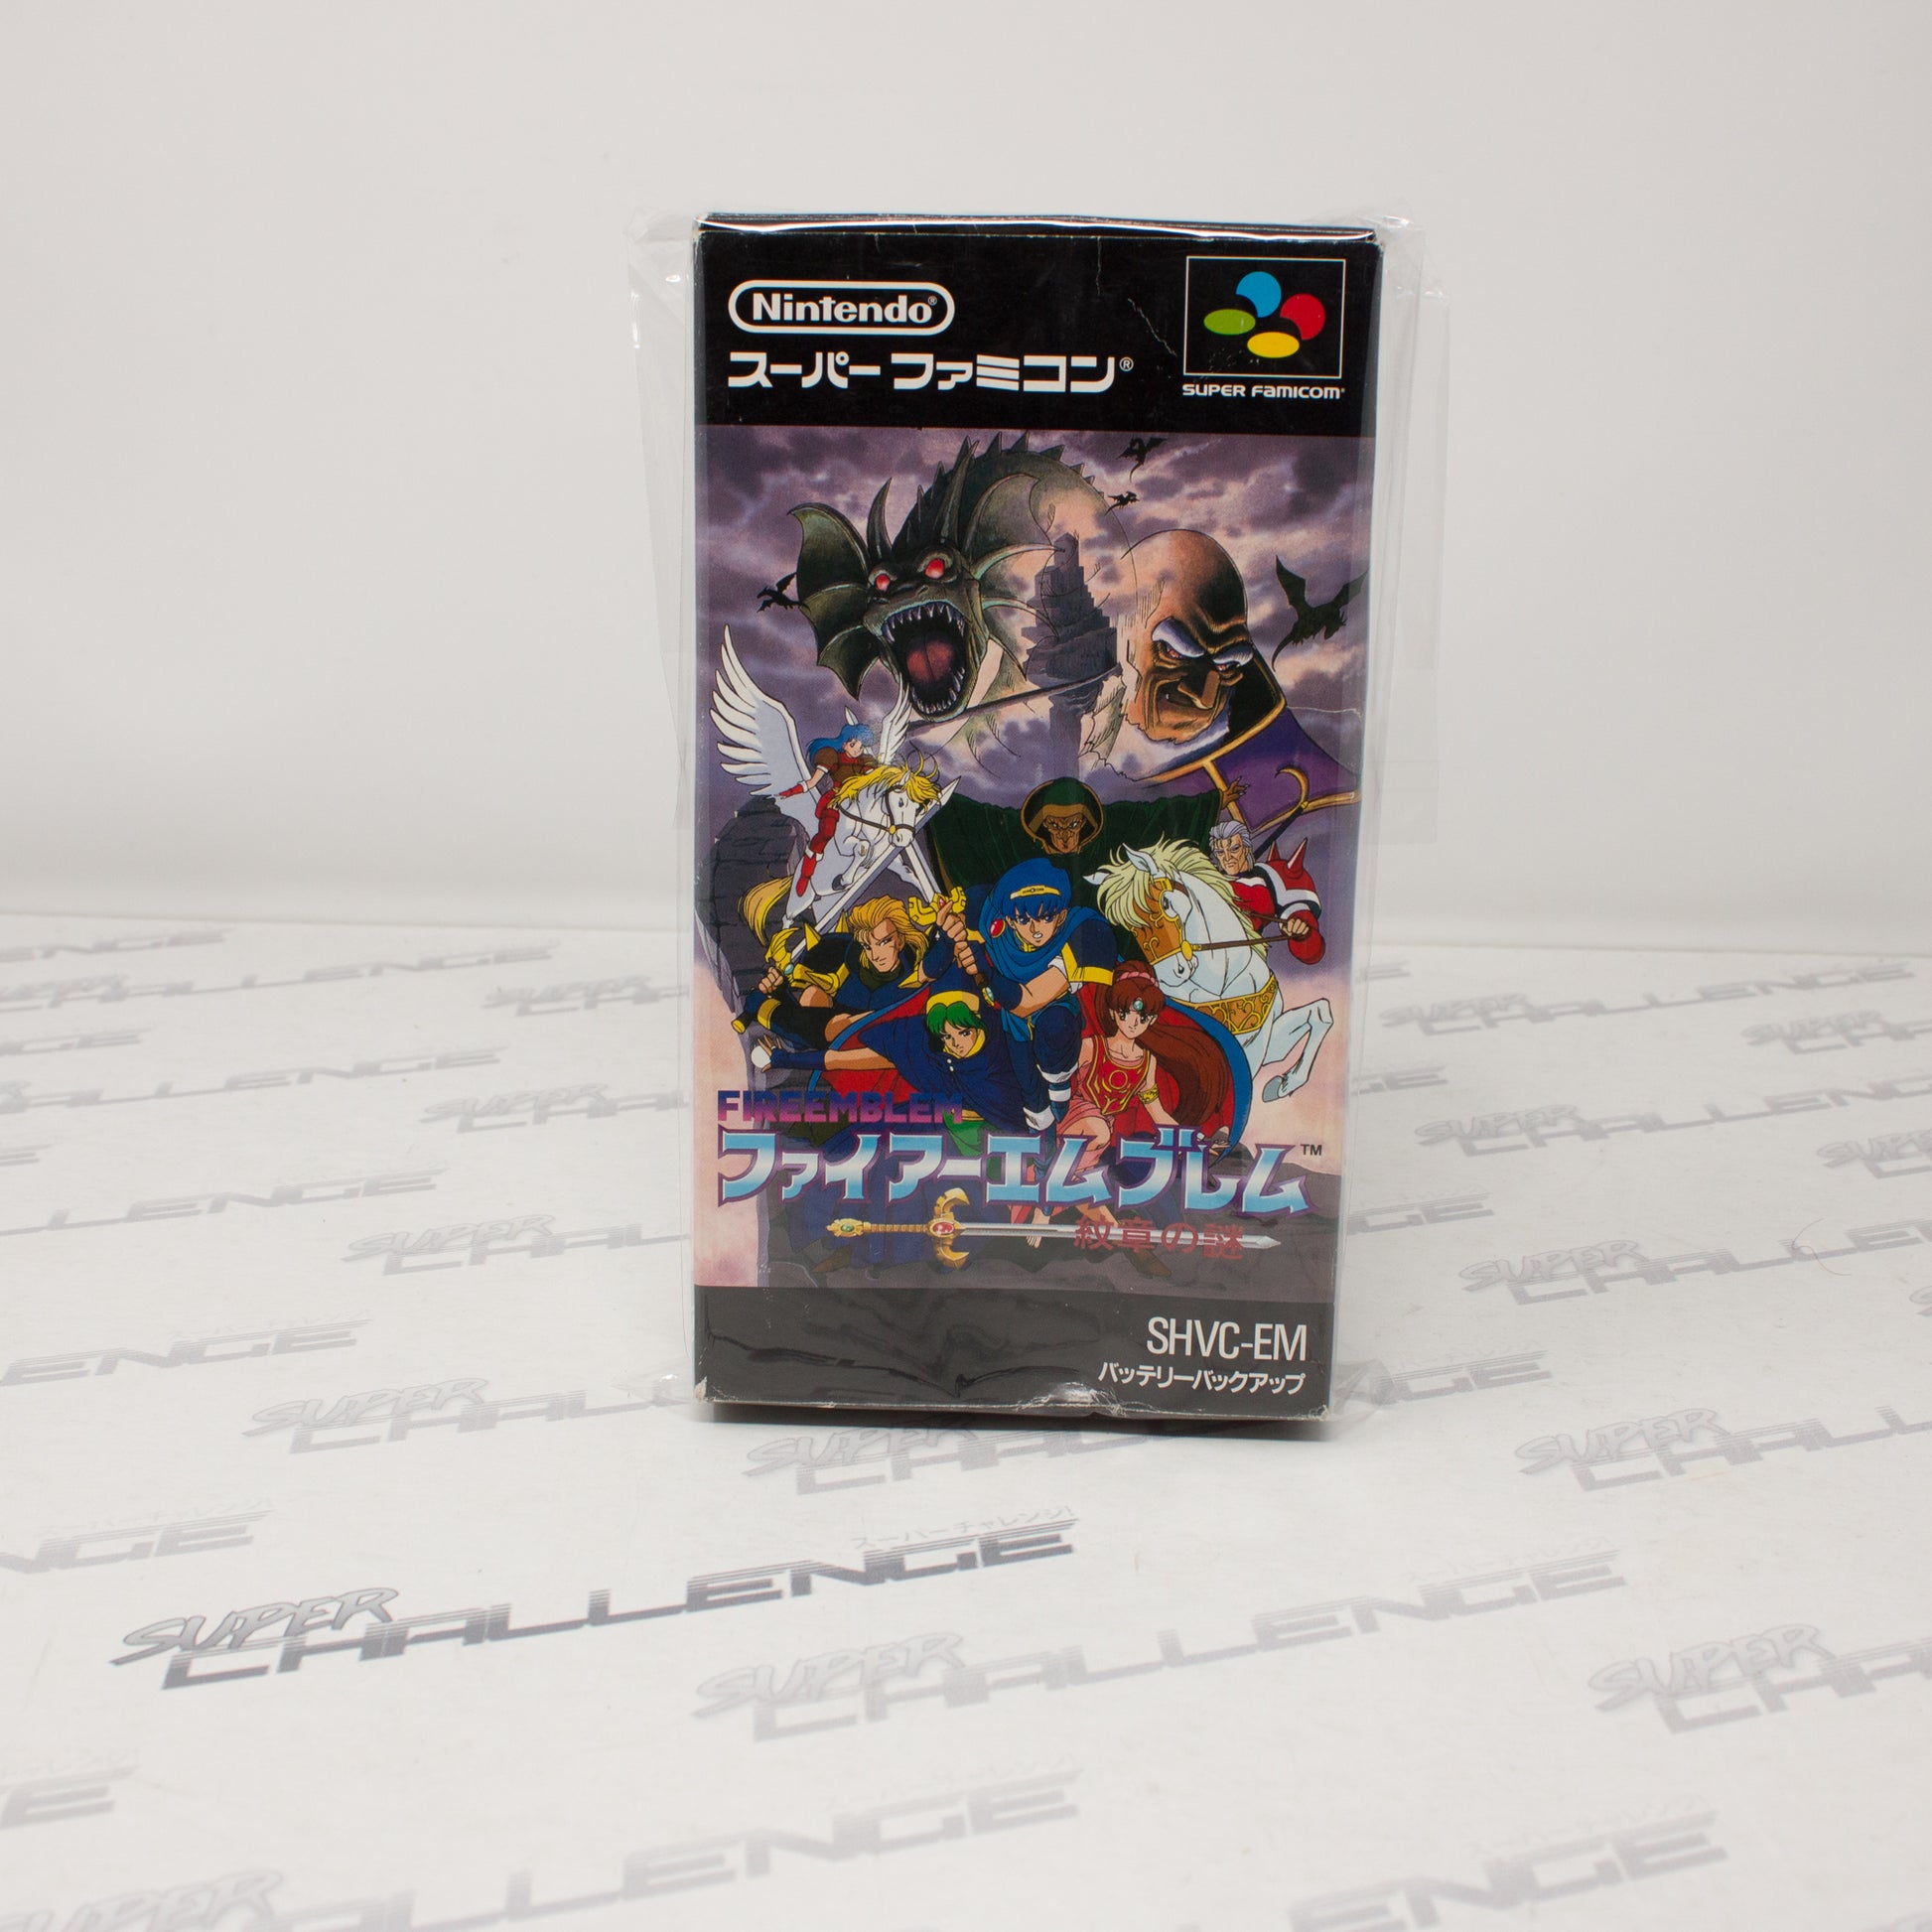 Nintendo®
スーパーファミコン®
SUPER FAMICOM®
FIREEMBLEM
ファイアーエムブレム™
紋章の謎
SHVC-EM
バッテリーバックアップ
スーパーチャレンジ!
SUPER CHALLENGE